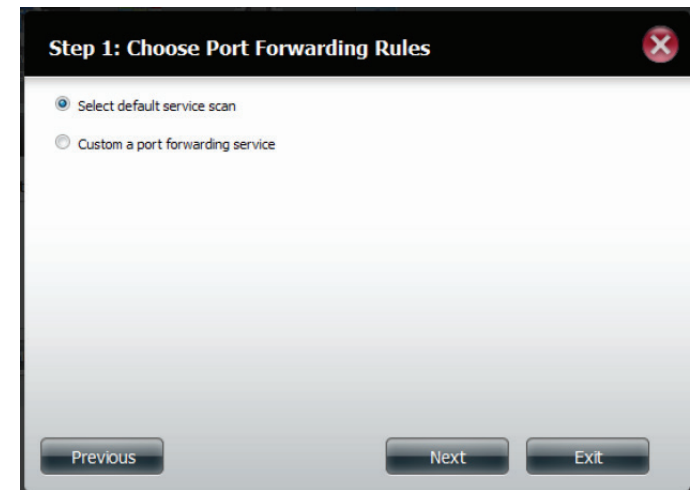 Step 1: Choose Port Forwarding Rules
Select default service scan
Custom a port forwarding service
Previous
Next
Exit